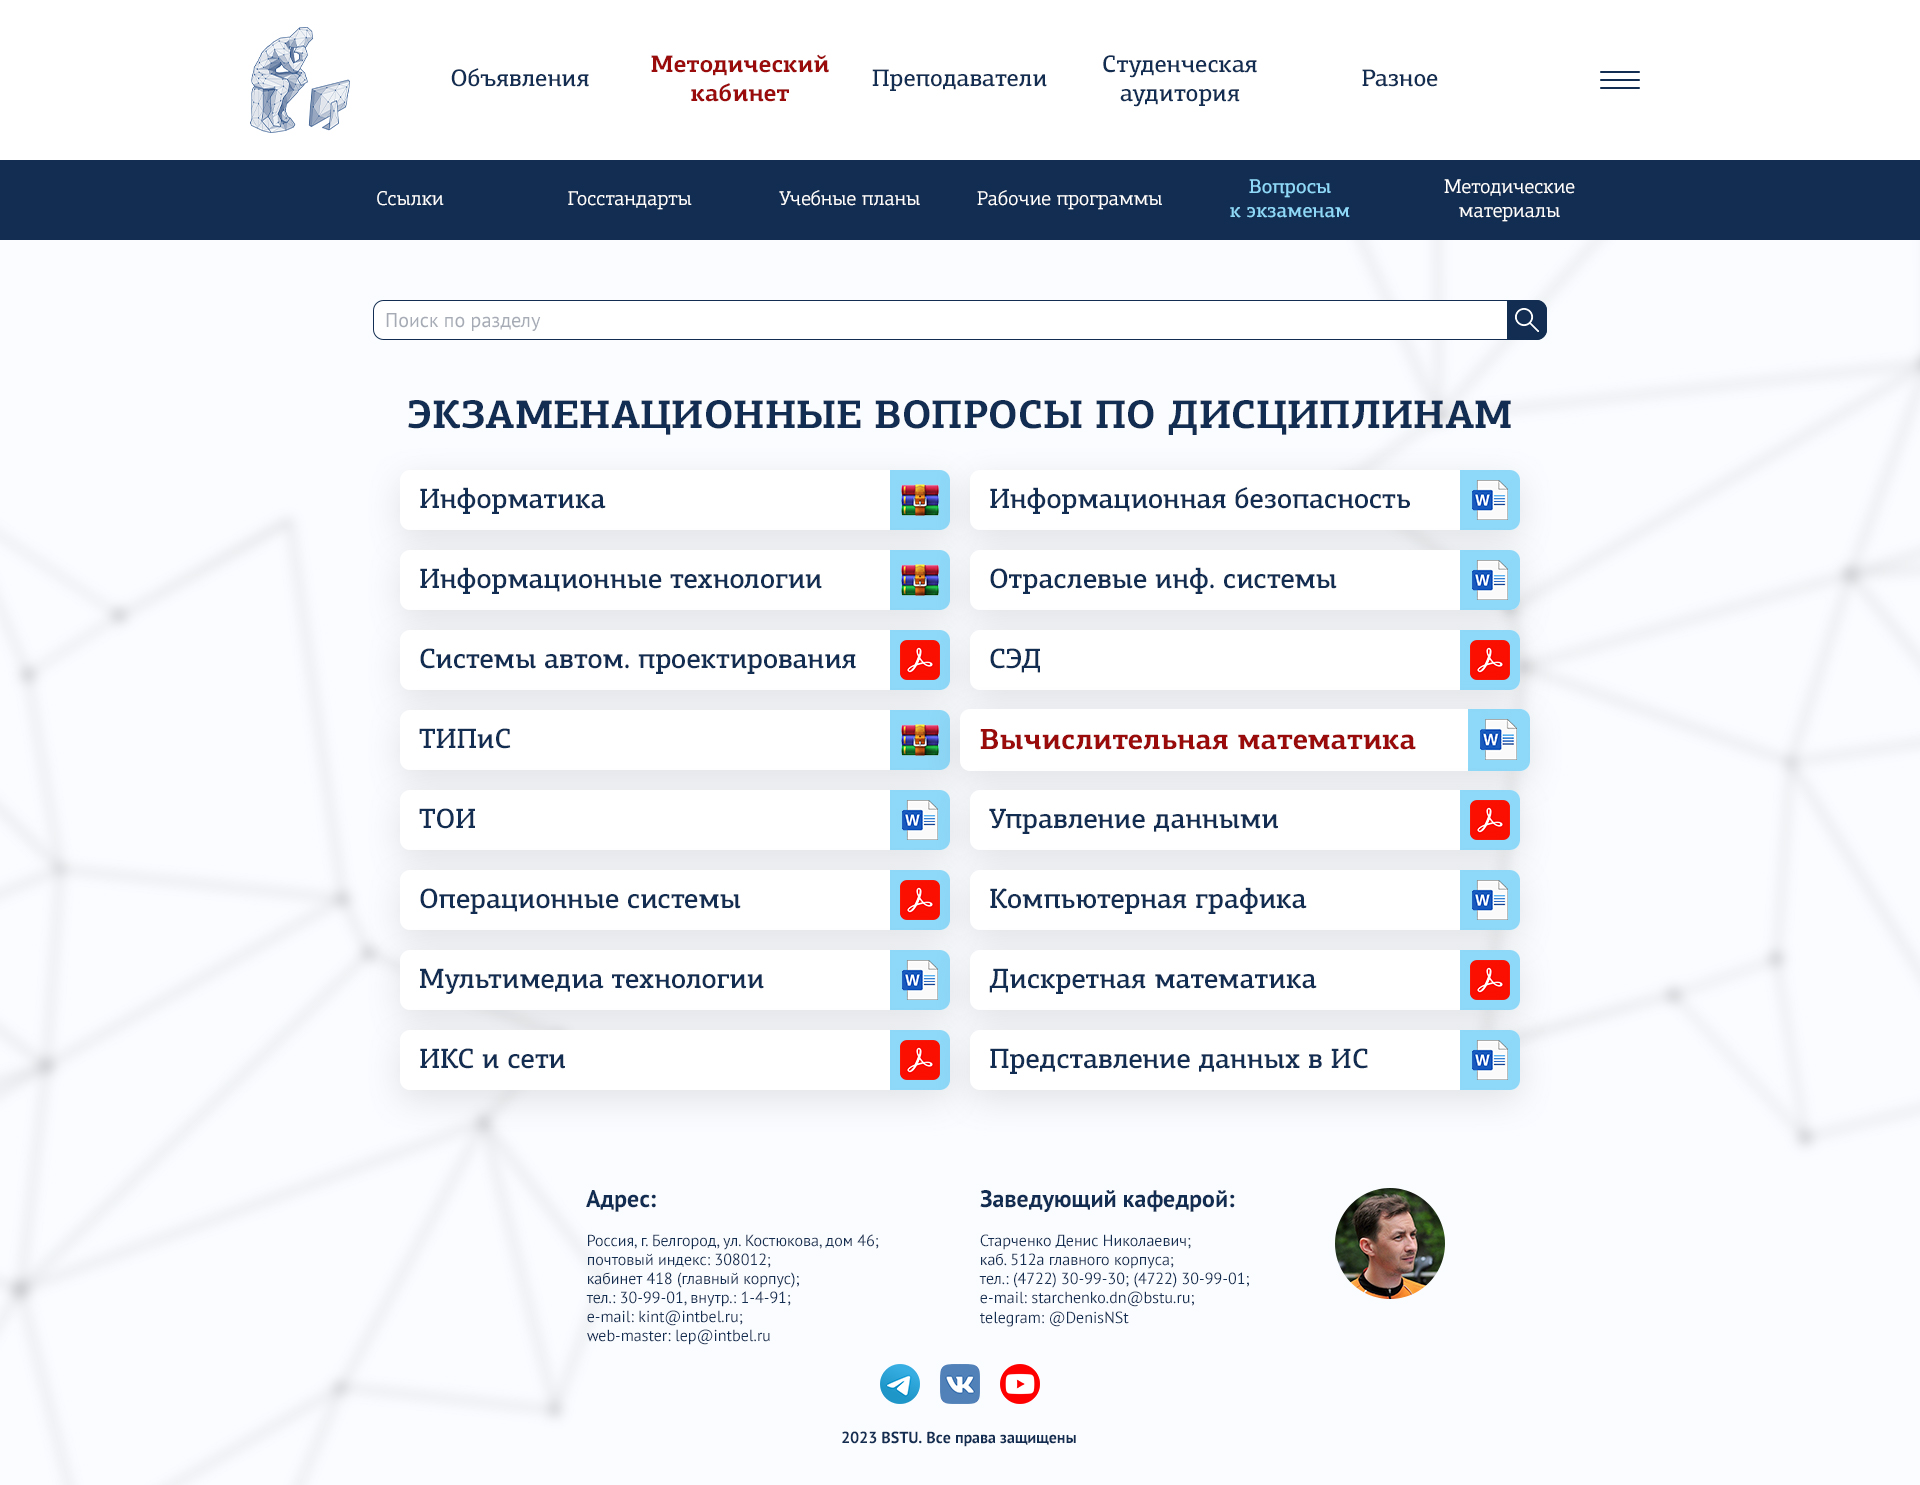 Объявления
Методический
кабинет
Преподаватели
Студенческая
аудитория
Разное
Ссылки
Госстандарты
Учебные планы
Рабочие программы
Вопросы
к экзаменам
Методические
материалы
Поиск по разделу
ЭКЗАМЕНАЦИОННЫЕ ВОПРОСЫ ПО ДИСЦИПЛИНАМ
Информатика
Информационная безопасность
W
Информационные технологии
Отраслевые инф. системы
W
Системы автом. проектирования
СЭД
ТИПиС
Вычислительная математика
W
ТОИ
W
Управление данными
Операционные системы
Компьютерная графика
W
Мультимедиа технологии
W
Дискретная математика
ИКС и сети
Представление данных в ИС
W
Адрес:
Россия, г. Белгород, ул. Костюкова, дом 46;
почтовый индекс: 308012;
кабинет 418 (главный корпус);
тел.: 30-99-01, внутр.: 1-4-91;
e-mail: kint@intbel.ru;
web-master: lep@intbel.ru
Заведующий кафедрой:
Старченко Денис Николаевич;
каб. 512а главного корпуса;
тел.: (4722) 30-99-30; (4722) 30-99-01;
e-mail: starchenko.dn@bstu.ru;
telegram: @DenisNSt
2023 BSTU. Все права защищены